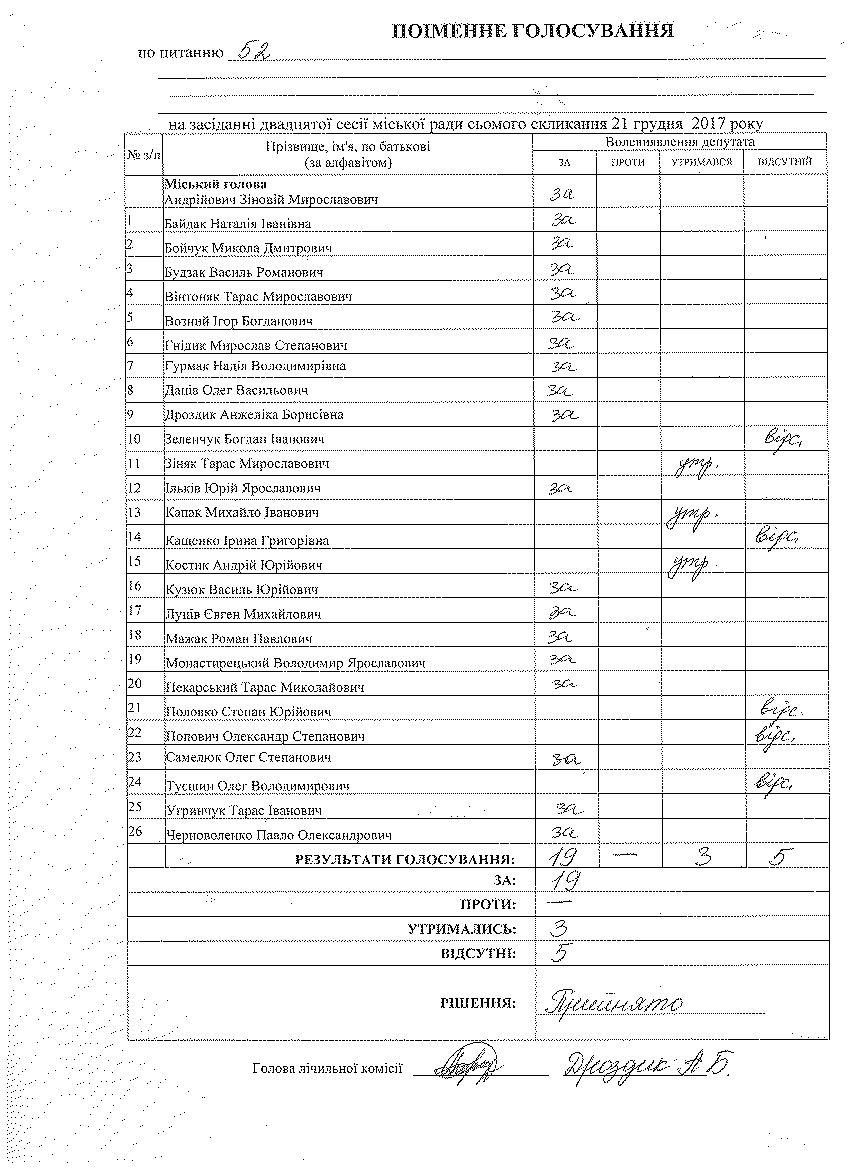 ПОІМЕННЕ ГОЛОСУВАННЯ
по питанню 52
на засіданні двадцятої сесії міської ради сьомого скликання 21 грудня 2017 року
№ з/п Прізвище, ім'я, по батькові (за алфавітом) Волевиявлення депутата
ЗА ПРОТИ УТРИМАВСЯ ВІДСУТНІЙ
Міський голова
Андрійович Зіновій Мирославович за
1 Байдак Наталія Іванівна за
2 Бойчук Микола Дмитрович за
3 Будзак Василь Романович за
4 Вінтоняк Тарас Мирославович за
5 Возний Ігор Богданович за
6 Гнідик Мирослав Степанович за
7 Гурмак Надія Володимирівна за
8 Даців Олег Васильович за
9 Дроздик Анжеліка Борисівна за
10 Зеленчук Богдан Іванович відс.
11 Зіняк Тарас Мирославович утр.
12 Ільків Юрій Ярославович за
13 Капак Михайло Іванович утр.
14 Кащенко Ірина Григорівна відс.
15 Костик Андрій Юрійович утр.
16 Кузюк Василь Юрійович за
17 Лунів Євген Михайлович за
18 Мажак Роман Павлович за
19 Монастирецький Володимир Ярославович за
20 Пекарський Тарас Миколайович за
21 Половко Степан Юрійович відс.
22 Попович Олександр Степанович відс.
23 Самелюк Олег Степанович за
24 Тусщин Олег Володимирович відс.
25 Угринчук Тарас Іванович за
26 Черноволенко Павло Олександрович за
РЕЗУЛЬТАТИ ГОЛОСУВАННЯ: 19 — 3 5
ЗА: 19
ПРОТИ: —
УТРИМАЛИСЬ: 3
ВІДСУТНІ: 5
РІШЕННЯ: Прийнято
Голова лічильної комісії Дроздик А Б.